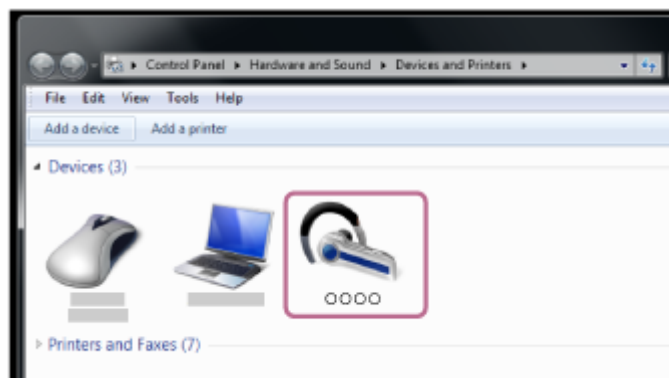 Control Panel ▸ Hardware and Sound ▸ Devices and Printers ▸
File Edit View Tools Help
Add a device Add a printer
Devices (3)
○○○○
Printers and Faxes (7)